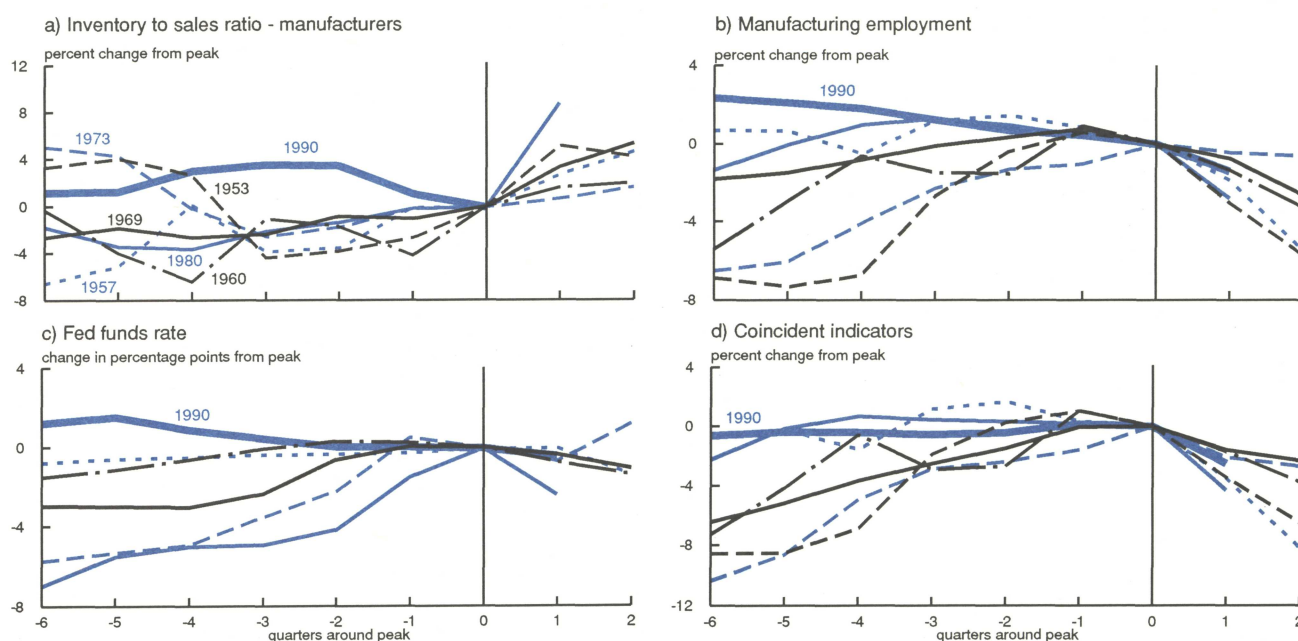 a) Inventory to sales ratio - manufacturers
percent change from peak
12
8
4
0
-4
-8
1973
1990
1953
1969
1980
1960
1957
b) Manufacturing employment
percent change from peak
4
0
-4
-8
1990
c) Fed funds rate
change in percentage points from peak
4
0
-4
-8
1990
-6 -5 -4 -3 -2 -1 0 1 2
quarters around peak
d) Coincident indicators
percent change from peak
4
0
-4
-8
-12
1990
-6 -5 -4 -3 -2 -1 0 1 2
quarters around peak